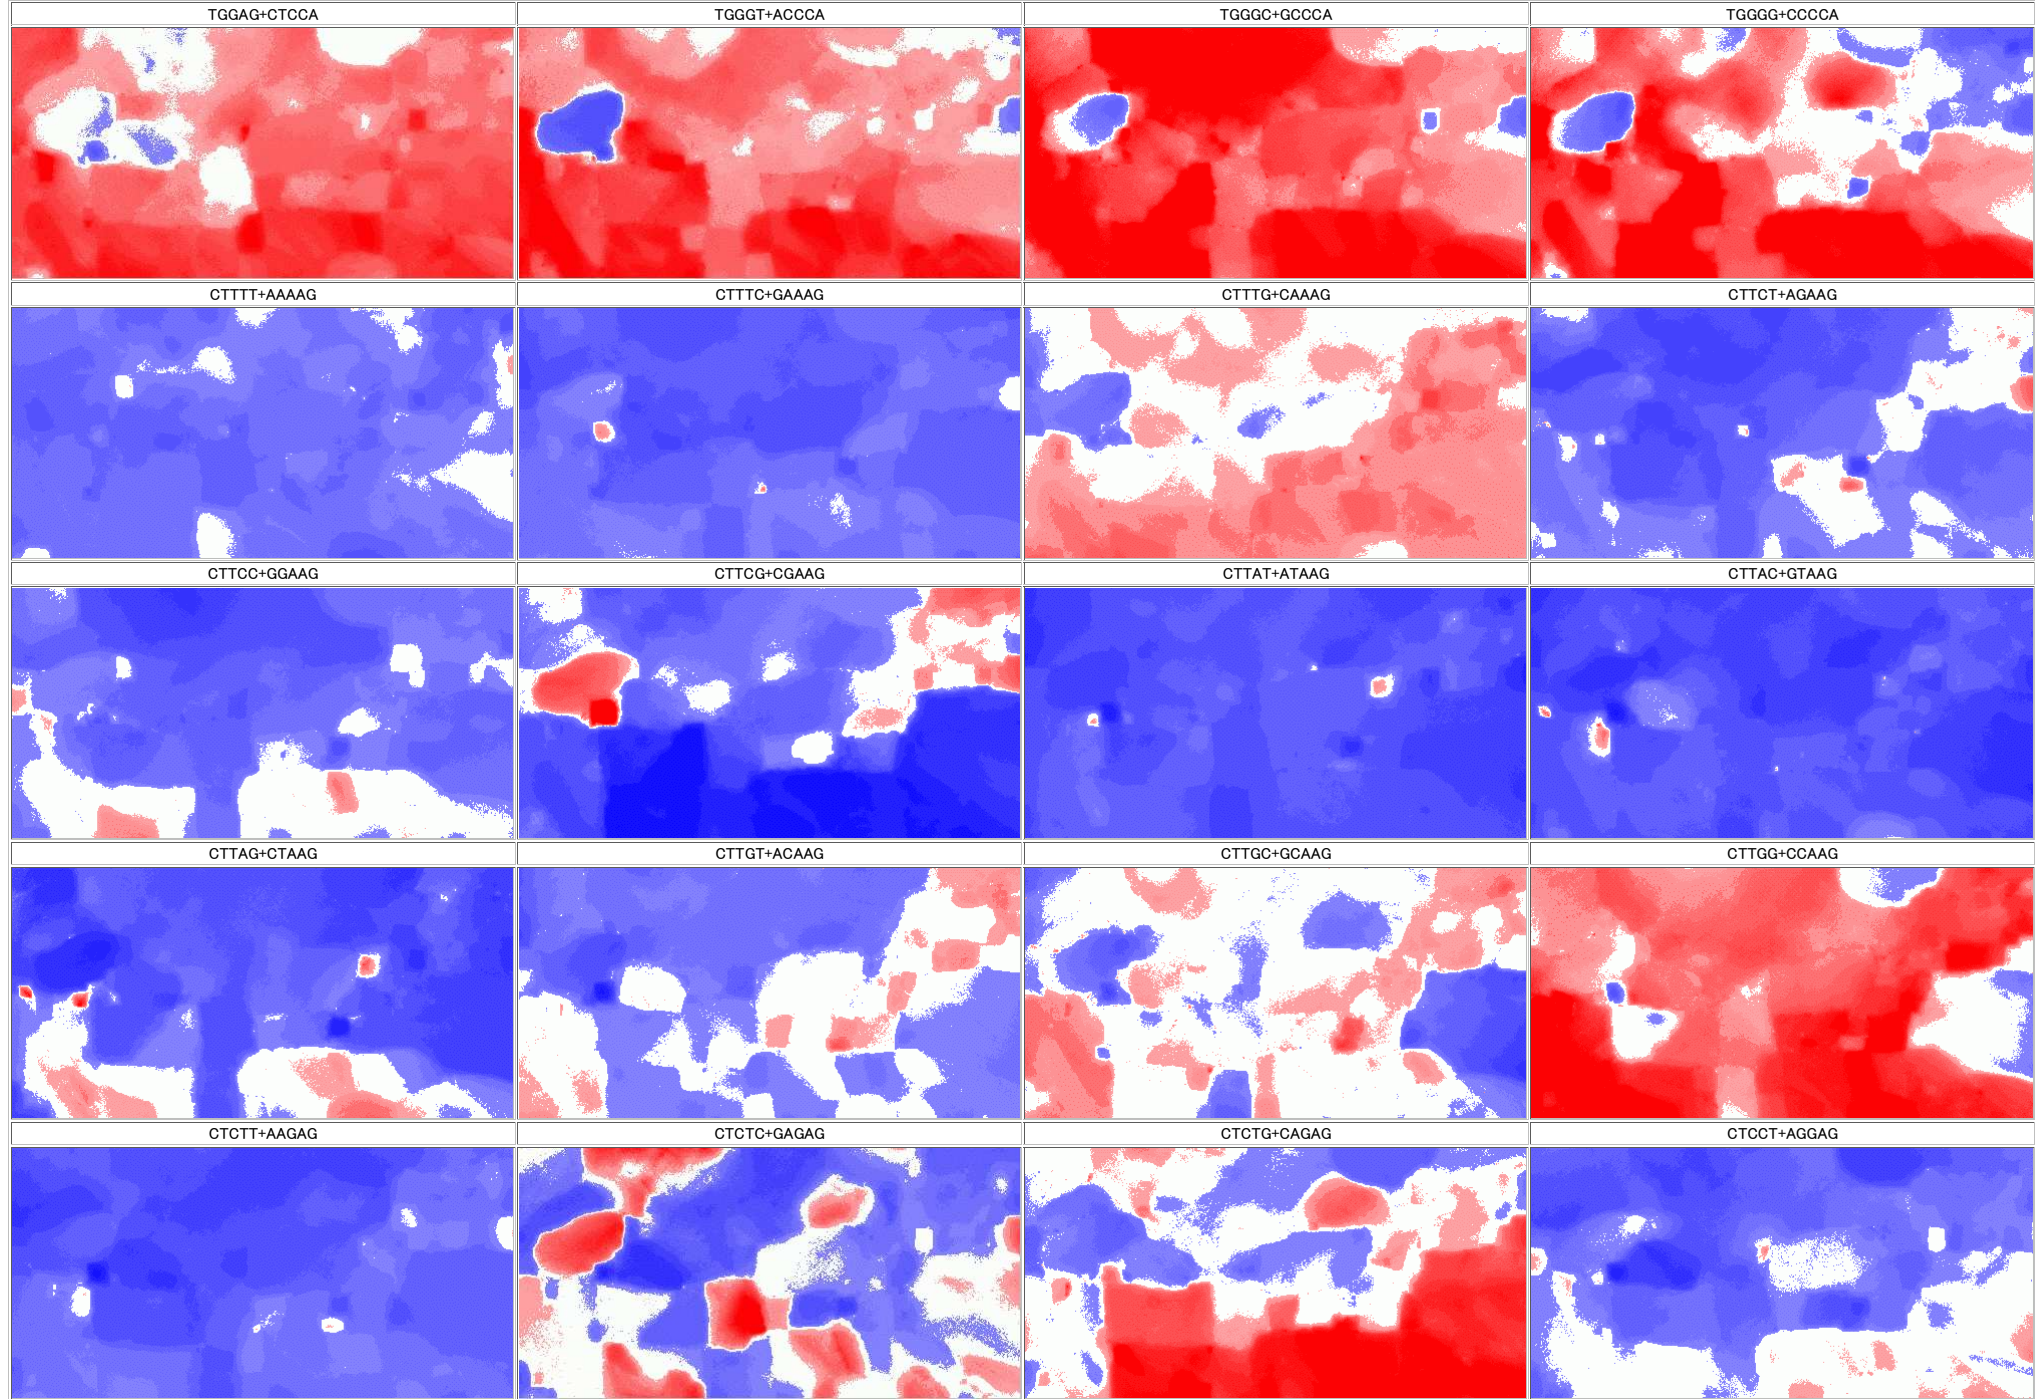 TGGAG+CTCCA TGGGT+ACCCA TGGGC+GCCCA TGGGG+CCCCA
CTTTT+AAAAG CTTTC+GAAAG CTTTG+CAAAG CTTCT+AGAAG
CTTCC+GGAAG CTTCG+CGAAG CTTAT+ATAAG CTTAC+GTAAG
CTTAG+CTAAG CTTGT+ACAAG CTTGC+GCAAG CTTGG+CCAAG
CTCTT+AAGAG CTCTC+GAGAG CTCTG+CAGAG CTCCT+AGGAG